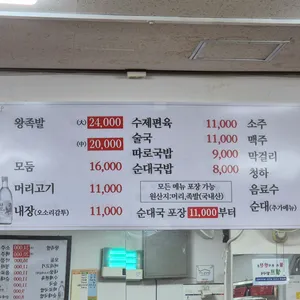 왕족발 (大) 24,000
(中) 20,000
모둠 16,000
머리고기 11,000
내장(오소리감투) 11,000
수제편육 11,000
술국 11,000
따로국밥 9,000
순대국밥 8,000
모든 메뉴 포장 가능
원산지:머리,족발(국내산)
순대국 포장 11,000부터
소주
맥주
막걸리
청하
음료수
순대(추가메뉴)